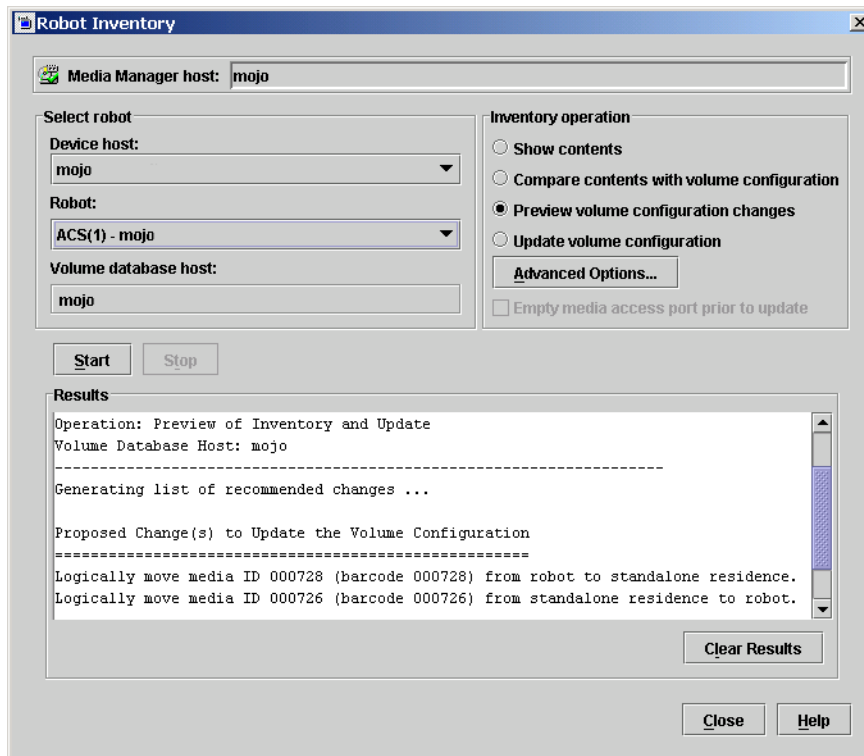 Robot Inventory
Media Manager host: mojo
Select robot
Device host:
mojo
Robot:
ACS(1) - mojo
Volume database host:
mojo
Inventory operation
Show contents
Compare contents with volume configuration
Preview volume configuration changes
Update volume configuration
Advanced Options...
Empty media access port prior to update
Start
Stop
Results
Operation: Preview of Inventory and Update
Volume Database Host: mojo
--------------------------------------------------------------------
Generating list of recommended changes ...
Proposed Change(s) to Update the Volume Configuration
=====================================================
Logically move media ID 000728 (barcode 000728) from robot to standalone residence.
Logically move media ID 000726 (barcode 000726) from standalone residence to robot.
Clear Results
Close
Help